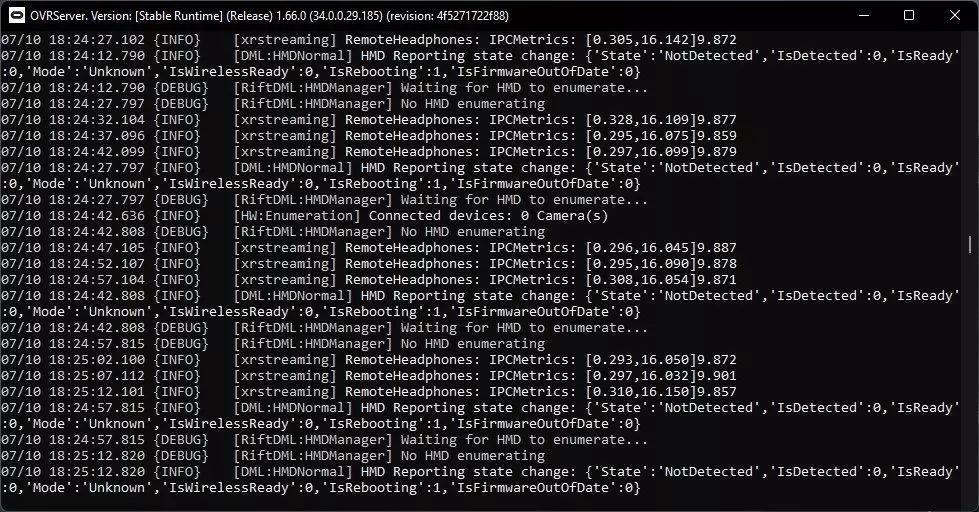 OVRServer. Version: [Stable Runtime] (Release) 1.66.0 (34.0.0.29.185) (revision: 4f5271722f88)
07/10 18:24:27.102 {INFO}    [xrstreaming] RemoteHeadphones: IPCMetrics: [0.305,16.142]9.872
07/10 18:24:12.790 {INFO}    [DML:HMDNormal] HMD Reporting state change: {'State':'NotDetected','IsDetected':0,'IsReady'
:0,'Mode':'Unknown','IsWirelessReady':0,'IsRebooting':1,'IsFirmwareOutOfDate':0}
07/10 18:24:12.790 {DEBUG}   [RiftDML:HMDManager] Waiting for HMD to enumerate...
07/10 18:24:27.797 {DEBUG}   [RiftDML:HMDManager] No HMD enumerating
07/10 18:24:32.104 {INFO}    [xrstreaming] RemoteHeadphones: IPCMetrics: [0.328,16.109]9.877
07/10 18:24:37.096 {INFO}    [xrstreaming] RemoteHeadphones: IPCMetrics: [0.295,16.075]9.859
07/10 18:24:42.099 {INFO}    [xrstreaming] RemoteHeadphones: IPCMetrics: [0.297,16.099]9.879
07/10 18:24:27.797 {INFO}    [DML:HMDNormal] HMD Reporting state change: {'State':'NotDetected','IsDetected':0,'IsReady'
:0,'Mode':'Unknown','IsWirelessReady':0,'IsRebooting':1,'IsFirmwareOutOfDate':0}
07/10 18:24:27.797 {DEBUG}   [RiftDML:HMDManager] Waiting for HMD to enumerate...
07/10 18:24:42.636 {INFO}    [HW:Enumeration] Connected devices: 0 Camera(s)
07/10 18:24:42.808 {DEBUG}   [RiftDML:HMDManager] No HMD enumerating
07/10 18:24:47.105 {INFO}    [xrstreaming] RemoteHeadphones: IPCMetrics: [0.296,16.045]9.887
07/10 18:24:52.107 {INFO}    [xrstreaming] RemoteHeadphones: IPCMetrics: [0.295,16.090]9.878
07/10 18:24:57.104 {INFO}    [xrstreaming] RemoteHeadphones: IPCMetrics: [0.308,16.054]9.871
07/10 18:24:42.808 {INFO}    [DML:HMDNormal] HMD Reporting state change: {'State':'NotDetected','IsDetected':0,'IsReady'
:0,'Mode':'Unknown','IsWirelessReady':0,'IsRebooting':1,'IsFirmwareOutOfDate':0}
07/10 18:24:42.808 {DEBUG}   [RiftDML:HMDManager] Waiting for HMD to enumerate...
07/10 18:24:57.815 {DEBUG}   [RiftDML:HMDManager] No HMD enumerating
07/10 18:25:02.100 {INFO}    [xrstreaming] RemoteHeadphones: IPCMetrics: [0.293,16.050]9.872
07/10 18:25:07.112 {INFO}    [xrstreaming] RemoteHeadphones: IPCMetrics: [0.297,16.032]9.901
07/10 18:25:12.101 {INFO}    [xrstreaming] RemoteHeadphones: IPCMetrics: [0.310,16.150]9.857
07/10 18:24:57.815 {INFO}    [DML:HMDNormal] HMD Reporting state change: {'State':'NotDetected','IsDetected':0,'IsReady'
:0,'Mode':'Unknown','IsWirelessReady':0,'IsRebooting':1,'IsFirmwareOutOfDate':0}
07/10 18:24:57.815 {DEBUG}   [RiftDML:HMDManager] Waiting for HMD to enumerate...
07/10 18:25:12.820 {DEBUG}   [RiftDML:HMDManager] No HMD enumerating
07/10 18:25:12.820 {INFO}    [DML:HMDNormal] HMD Reporting state change: {'State':'NotDetected','IsDetected':0,'IsReady'
:0,'Mode':'Unknown','IsWirelessReady':0,'IsRebooting':1,'IsFirmwareOutOfDate':0}